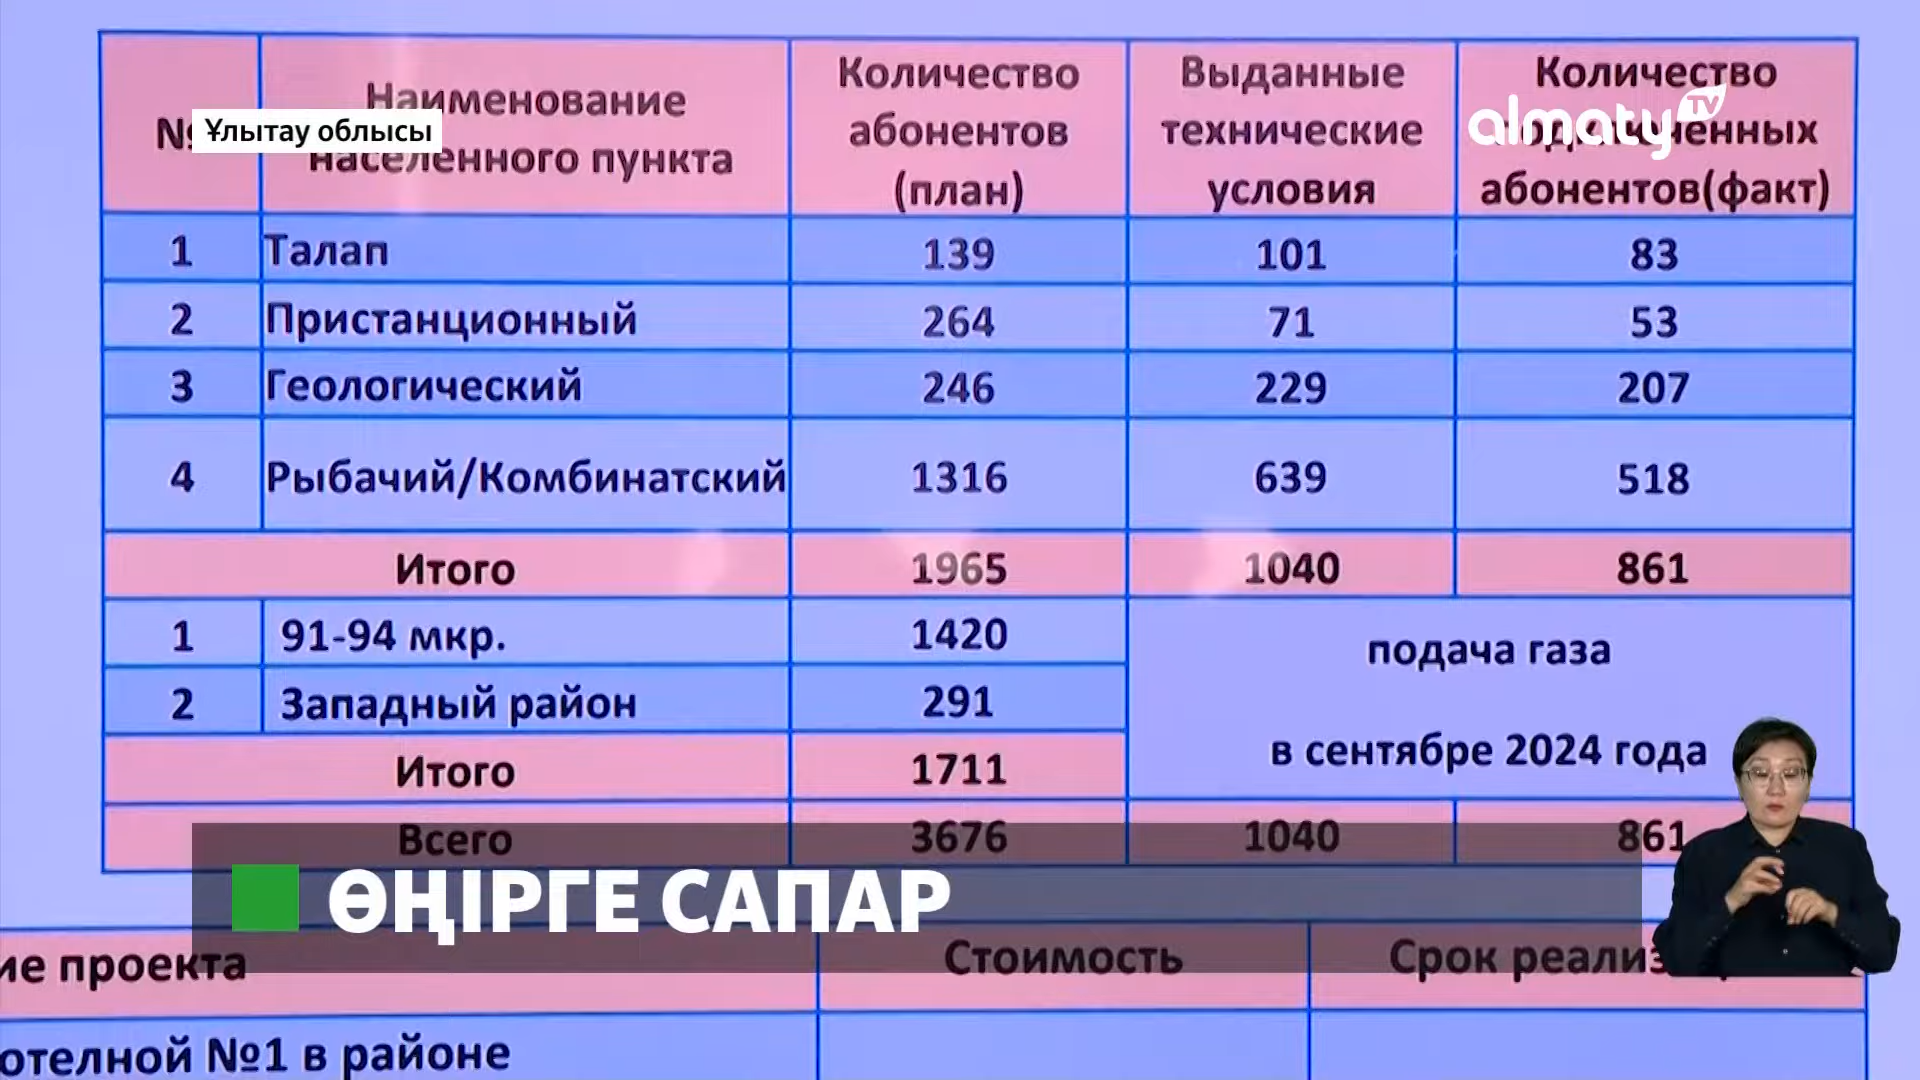 №
Наименование
населенного пункта
Количество
абонентов
(план)
Выданные
технические
условия
Количество
подключенных
абонентов(факт)
Ұлытау облысы
almaty TV
1 Талап 139 101 83
2 Пристанционный 264 71 53
3 Геологический 246 229 207
4 Рыбачий/Комбинатский 1316 639 518
Итого 1965 1040 861
1 91-94 мкр. 1420
2 Западный район 291
подача газа
в сентябре 2024 года
Итого 1711
Всего 3676 1040 861
ӨҢІРГЕ САПАР
ие проекта Стоимость Срок
отелной №1 в районе